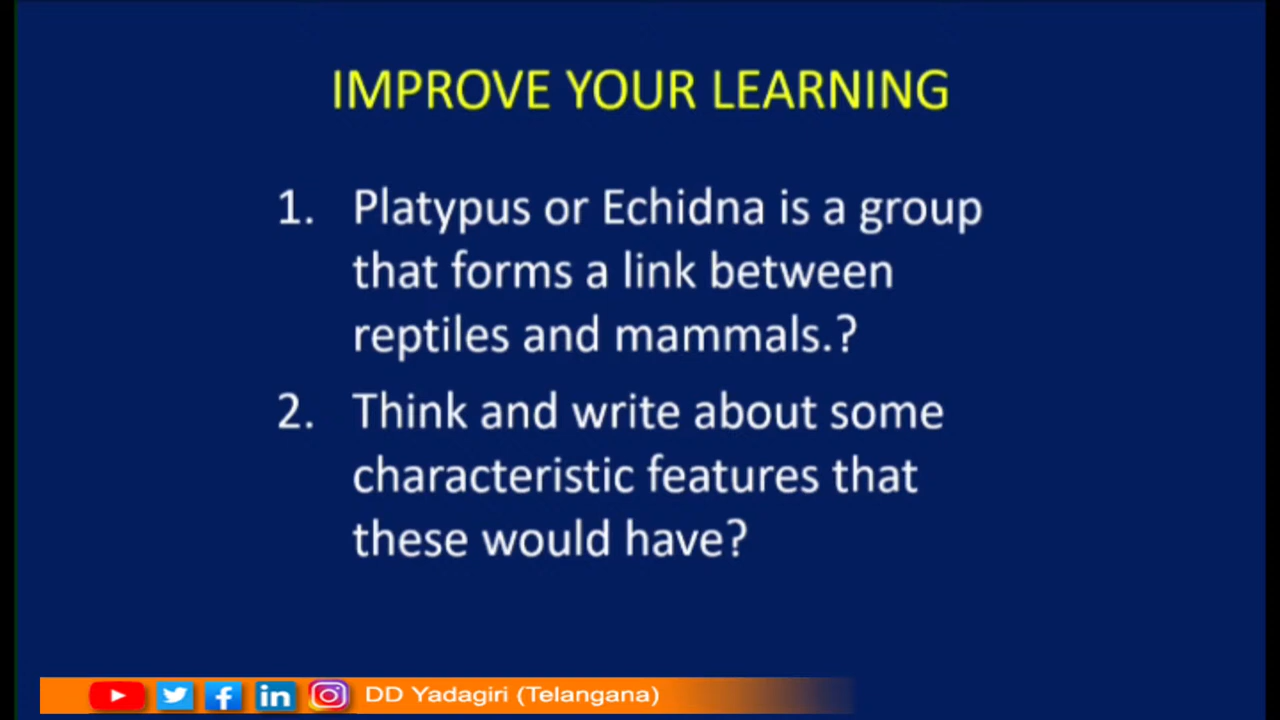 IMPROVE YOUR LEARNING
1. Platypus or Echidna is a group
that forms a link between
reptiles and mammals.?
2. Think and write about some
characteristic features that
these would have?
DD Yadagiri (Telangana)